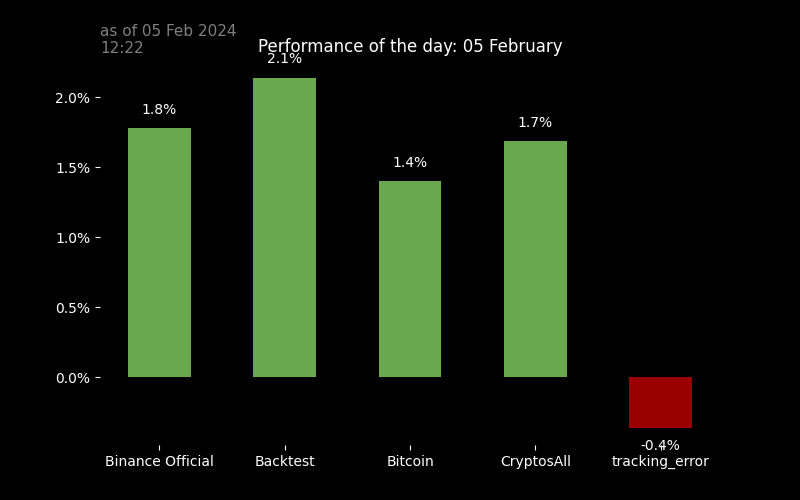 as of 05 Feb 2024
12:22
Performance of the day: 05 February
2.1%
1.8%
1.7%
1.4%
-0.4%
2.0%
1.5%
1.0%
0.5%
0.0%
Binance Official
Backtest
Bitcoin
CryptosAll
tracking_error